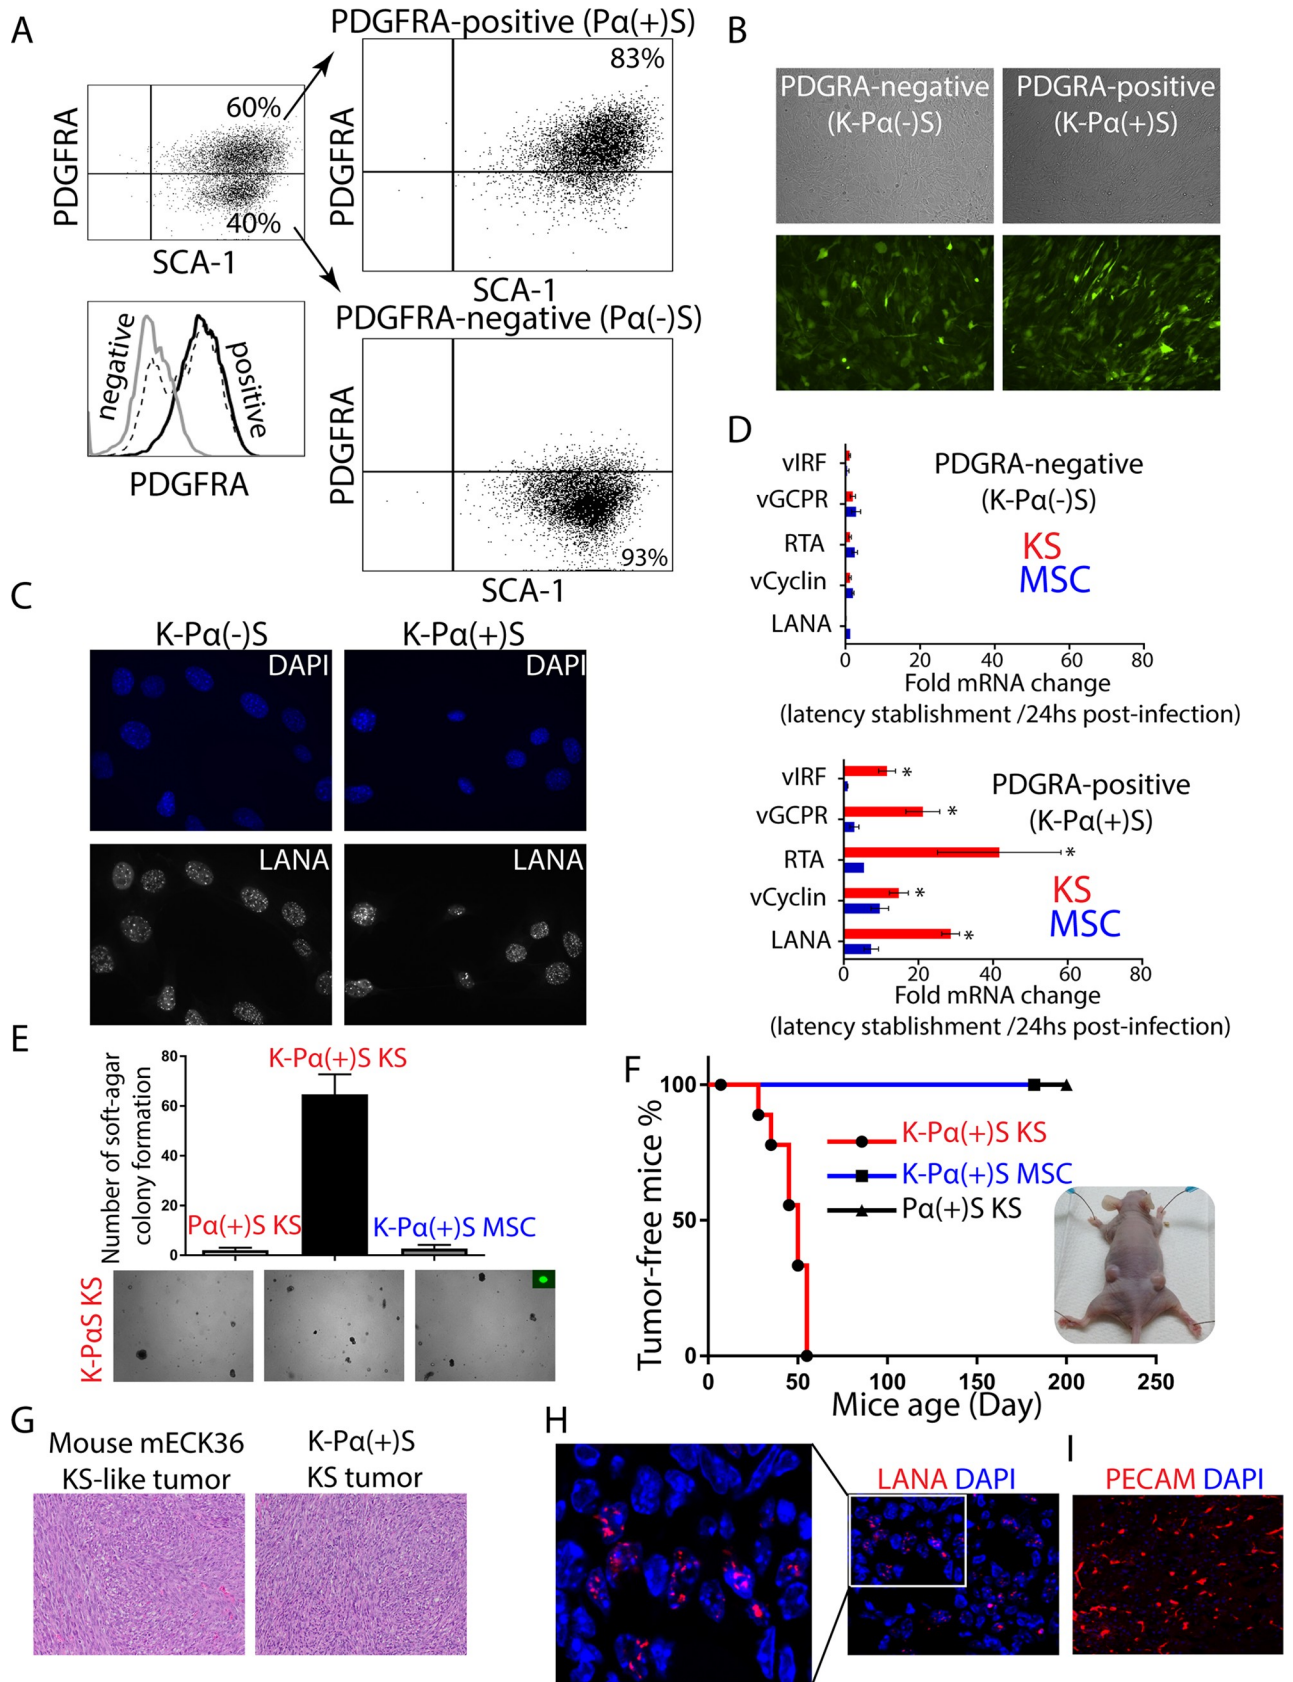 A
PDGFRA-positive (Pα(+)S)
PDGFRA
60%
40%
SCA-1
PDGFRA
83%
SCA-1
negative
positive
PDGFRA
PDGFRA-negative (Pα(-)S)
PDGFRA
93%
SCA-1
B
PDGRA-negative
(K-Pα(-)S)
PDGRA-positive
(K-Pα(+)S)
C
K-Pα(-)S
K-Pα(+)S
DAPI
DAPI
LANA
LANA
D
vIRF
vGCPR
RTA
vCyclin
LANA
PDGRA-negative
(K-Pα(-)S)
KS
MSC
0 20 40 60 80
Fold mRNA change
(latency stablishment /24hs post-infection)
vIRF
vGCPR
RTA
vCyclin
LANA
*
*
*
*
*
PDGRA-positive
(K-Pα(+)S)
KS
MSC
0 20 40 60 80
Fold mRNA change
(latency stablishment /24hs post-infection)
E
Number of soft-agar
colony formation
80
60
40
20
0
K-Pα(+)S KS
Pα(+)S KS
K-Pα(+)S MSC
K-PαS KS
F
Tumor-free mice %
100
50
0
K-Pα(+)S KS
K-Pα(+)S MSC
Pα(+)S KS
0 50 100 150 200 250
Mice age (Day)
G
Mouse mECK36
KS-like tumor
K-Pα(+)S
KS tumor
H
LANA DAPI
I
PECAM DAPI